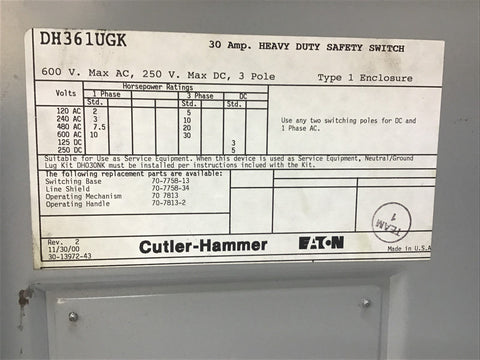 DH361UGK
30 Amp. HEAVY DUTY SAFETY SWITCH
600 V. Max AC, 250 V. Max DC, 3 Pole Type 1 Enclosure
Horsepower Ratings
Volts 1 Phase 3 Phase DC
Std. Std.
120 AC 2
240 AC 3 5
480 AC 7.5 10
600 AC 10 20
125 DC 30 3
250 DC 5
Use any two switching poles for DC and
1 Phase AC.
Suitable for Use as Service Equipment. When this device is used as Service Equipment, Neutral/Ground
Lug Kit DH030NK must be installed per instructions included with the Kit.
The following replacement parts are available:
Switching Base 70-7758-13
Line Shield 70-7758-34
Operating Mechanism 70 7813
Operating Handle 70-7813-2
TEAM
1
Rev. 2
11/30/00
30-13972-43
Cutler-Hammer EATON
Made in U.S.A